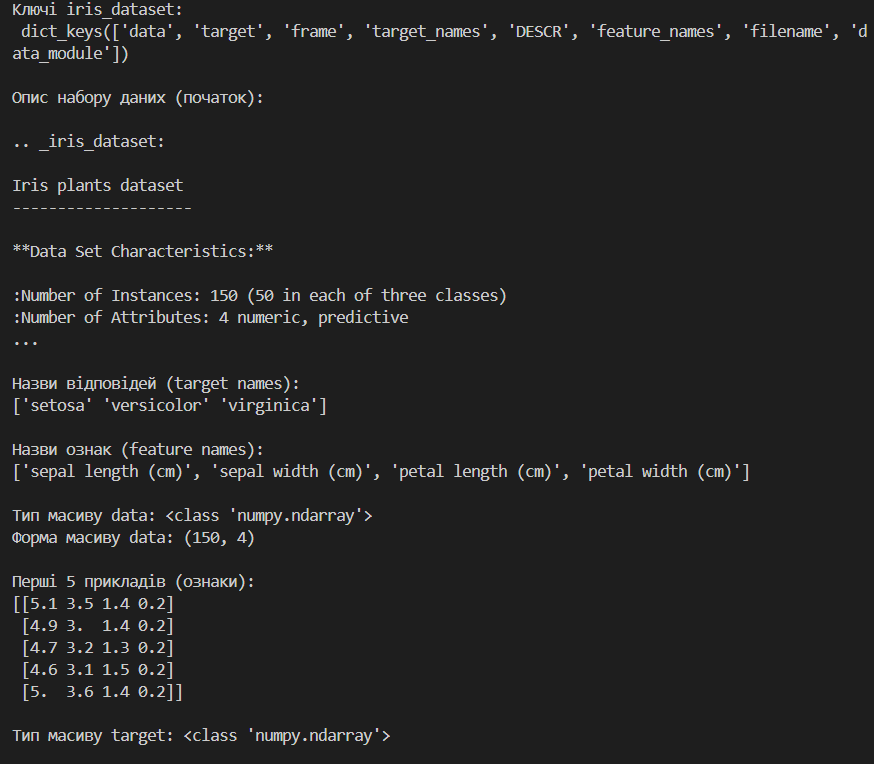 Ключі iris_dataset:
dict_keys(['data', 'target', 'frame', 'target_names', 'DESCR', 'feature_names', 'filename', 'd
ata_module'])
Опис набору даних (початок):
.. _iris_dataset:
Iris plants dataset
--------------------
**Data Set Characteristics:**
:Number of Instances: 150 (50 in each of three classes)
:Number of Attributes: 4 numeric, predictive
...
Назви відповідей (target names):
['setosa' 'versicolor' 'virginica']
Назви ознак (feature names):
['sepal length (cm)', 'sepal width (cm)', 'petal length (cm)', 'petal width (cm)']
Тип масиву data: <class 'numpy.ndarray'>
Форма масиву data: (150, 4)
Перші 5 прикладів (ознаки):
[[5.1 3.5 1.4 0.2]
 [4.9 3.  1.4 0.2]
 [4.7 3.2 1.3 0.2]
 [4.6 3.1 1.5 0.2]
 [5.  3.6 1.4 0.2]]
Тип масиву target: <class 'numpy.ndarray'>